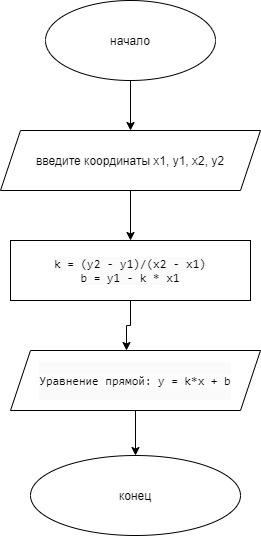 начало
введите координаты x1, y1, x2, y2
k = (y2 - y1)/(x2 - x1)
b = y1 - k * x1
Уравнение прямой: y = k*x + b
конец